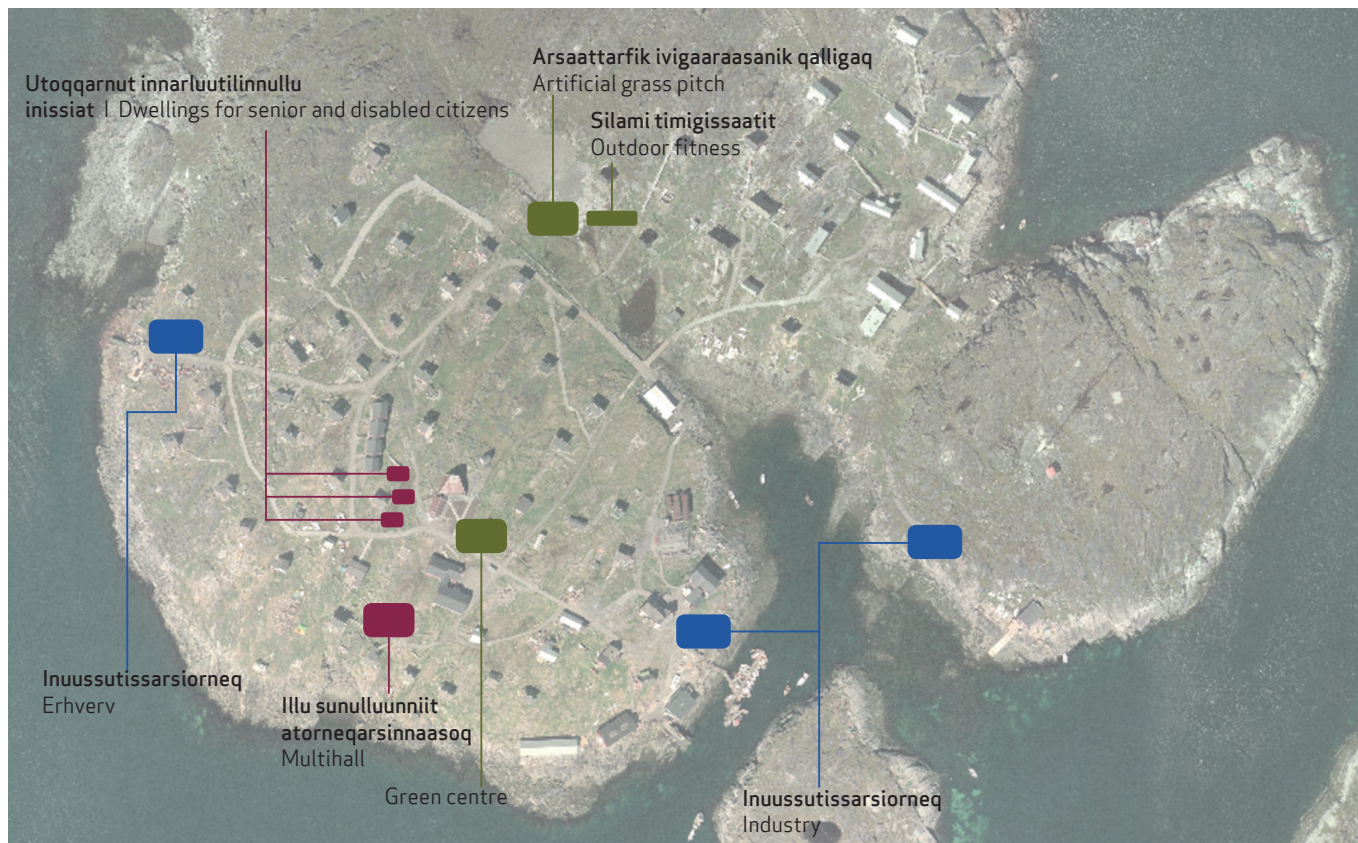 Utoqqarnut innarluutilinnullu
inissiat | Dwellings for senior and disabled citizens
Arsaattarfik ivigaaraasanik qalligaq
Artificial grass pitch
Silami timigissaatit
Outdoor fitness
Inuussutissarsiorneq
Erhverv
Illu sunulluunniit
atorneqarsinnaasoq
Multihall
Green centre
Inuussutissarsiorneq
Industry